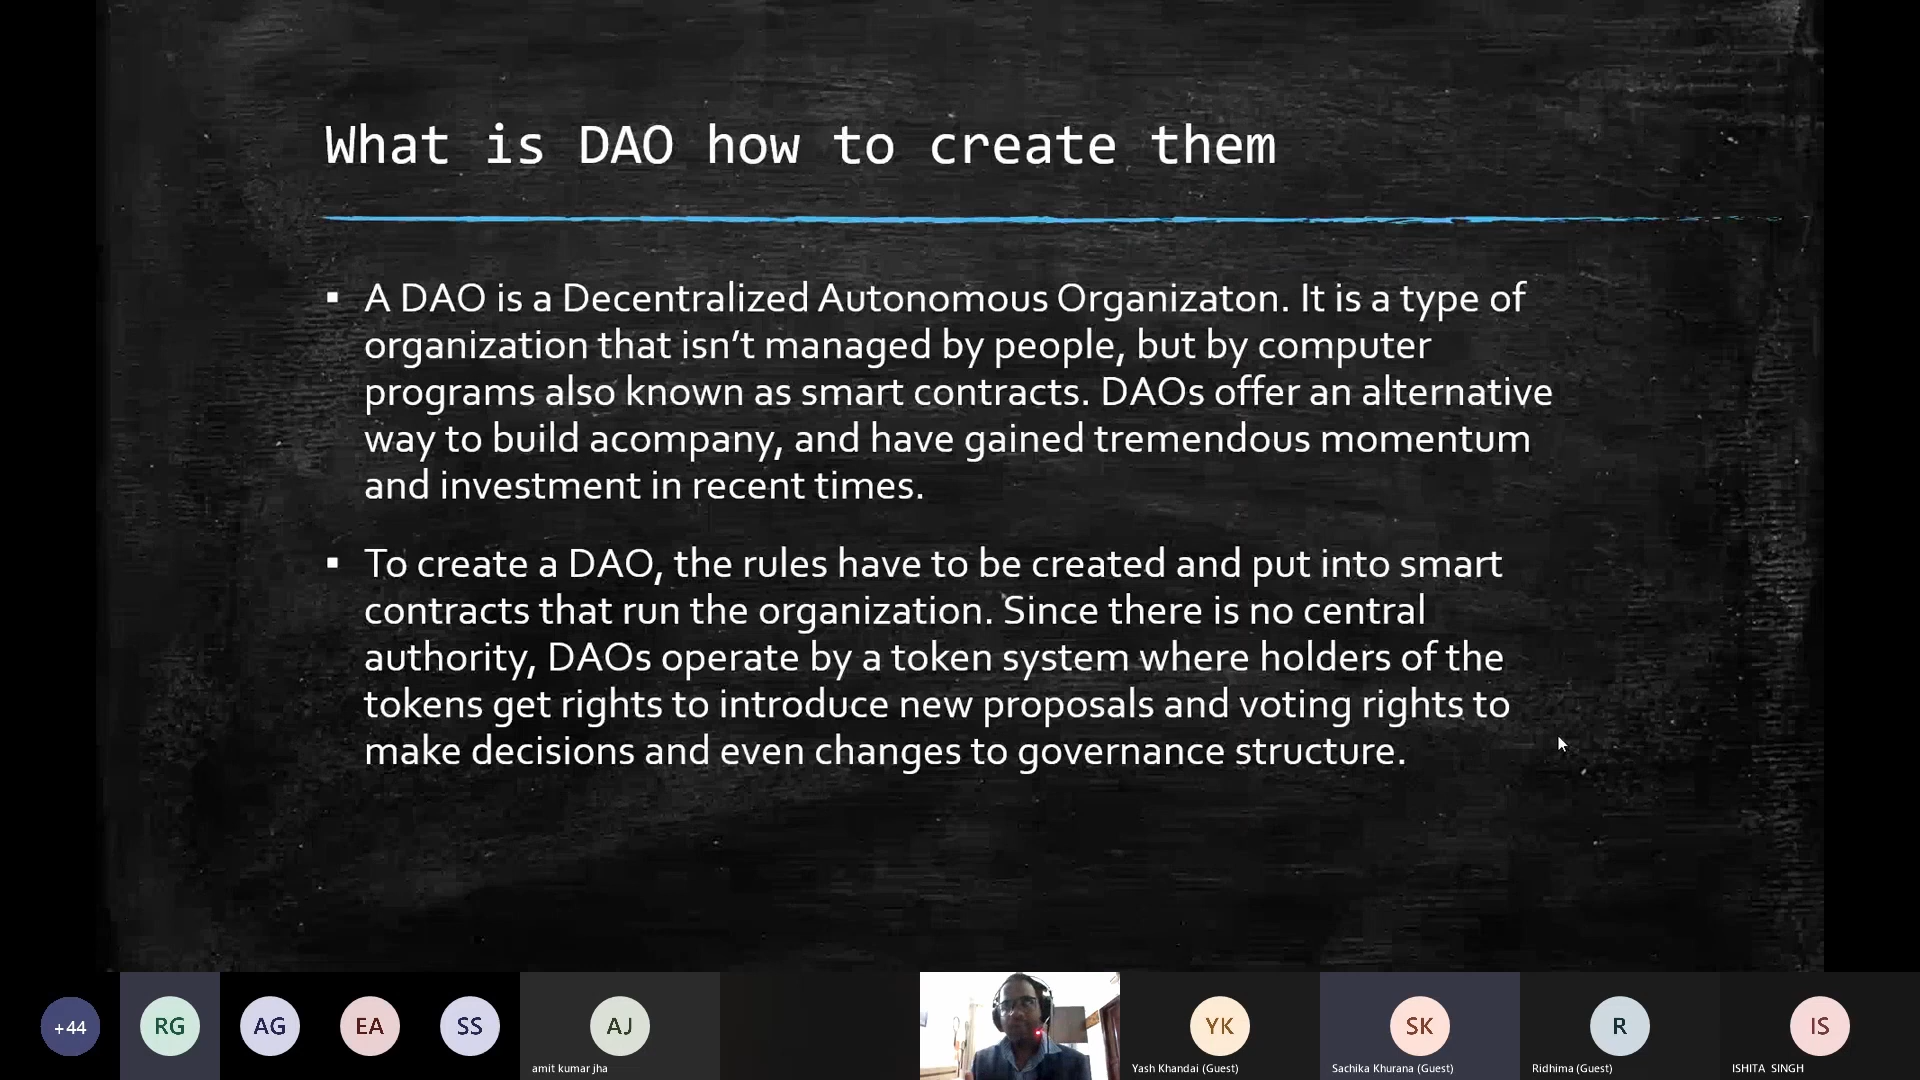 What is DAO how to create them
▪ A DAO is a Decentralized Autonomous Organizaton. It is a type of
organization that isn’t managed by people, but by computer
programs also known as smart contracts. DAOs offer an alternative
way to build acompany, and have gained tremendous momentum
and investment in recent times.
▪ To create a DAO, the rules have to be created and put into smart
contracts that run the organization. Since there is no central
authority, DAOs operate by a token system where holders of the
tokens get rights to introduce new proposals and voting rights to
make decisions and even changes to governance structure.
+44
RG
AG
EA
SS
AJ
amit kumar jha
YK
Yash Khandai (Guest)
SK
Sachika Khurana (Guest)
R
Ridhima (Guest)
IS
ISHITA SINGH